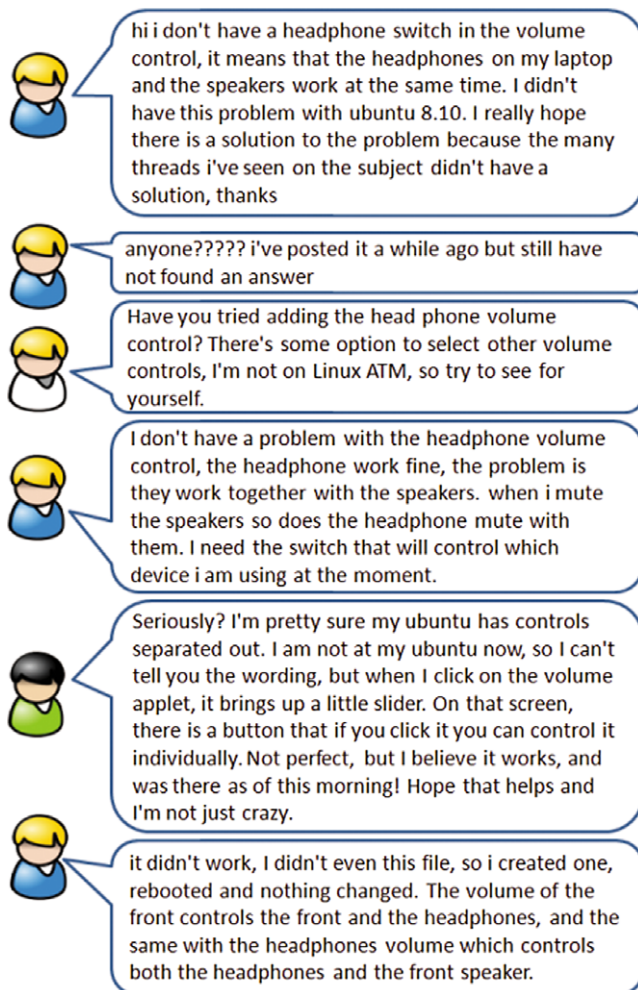 hi i don't have a headphone switch in the volume
control, it means that the headphones on my laptop
and the speakers work at the same time. I didn't
have this problem with ubuntu 8.10. I really hope
there is a solution to the problem because the many
threads i've seen on the subject didn't have a
solution, thanks
anyone????? i've posted it a while ago but still have
not found an answer
Have you tried adding the head phone volume
control? There's some option to select other volume
controls, I'm not on Linux ATM, so try to see for
yourself.
I don't have a problem with the headphone volume
control, the headphone work fine, the problem is
they work together with the speakers. when i mute
the speakers so does the headphone mute with
them. I need the switch that will control which
device i am using at the moment.
Seriously? I'm pretty sure my ubuntu has controls
separated out. I am not at my ubuntu now, so I can't
tell you the wording, but when I click on the volume
applet, it brings up a little slider. On that screen,
there is a button that if you click it you can control it
individually. Not perfect, but I believe it works, and
was there as of this morning! Hope that helps and
I'm not just crazy.
it didn't work, I didn't even this file, so i created one,
rebooted and nothing changed. The volume of the
front controls the front and the headphones, and the
same with the headphones volume which controls
both the headphones and the front speaker.